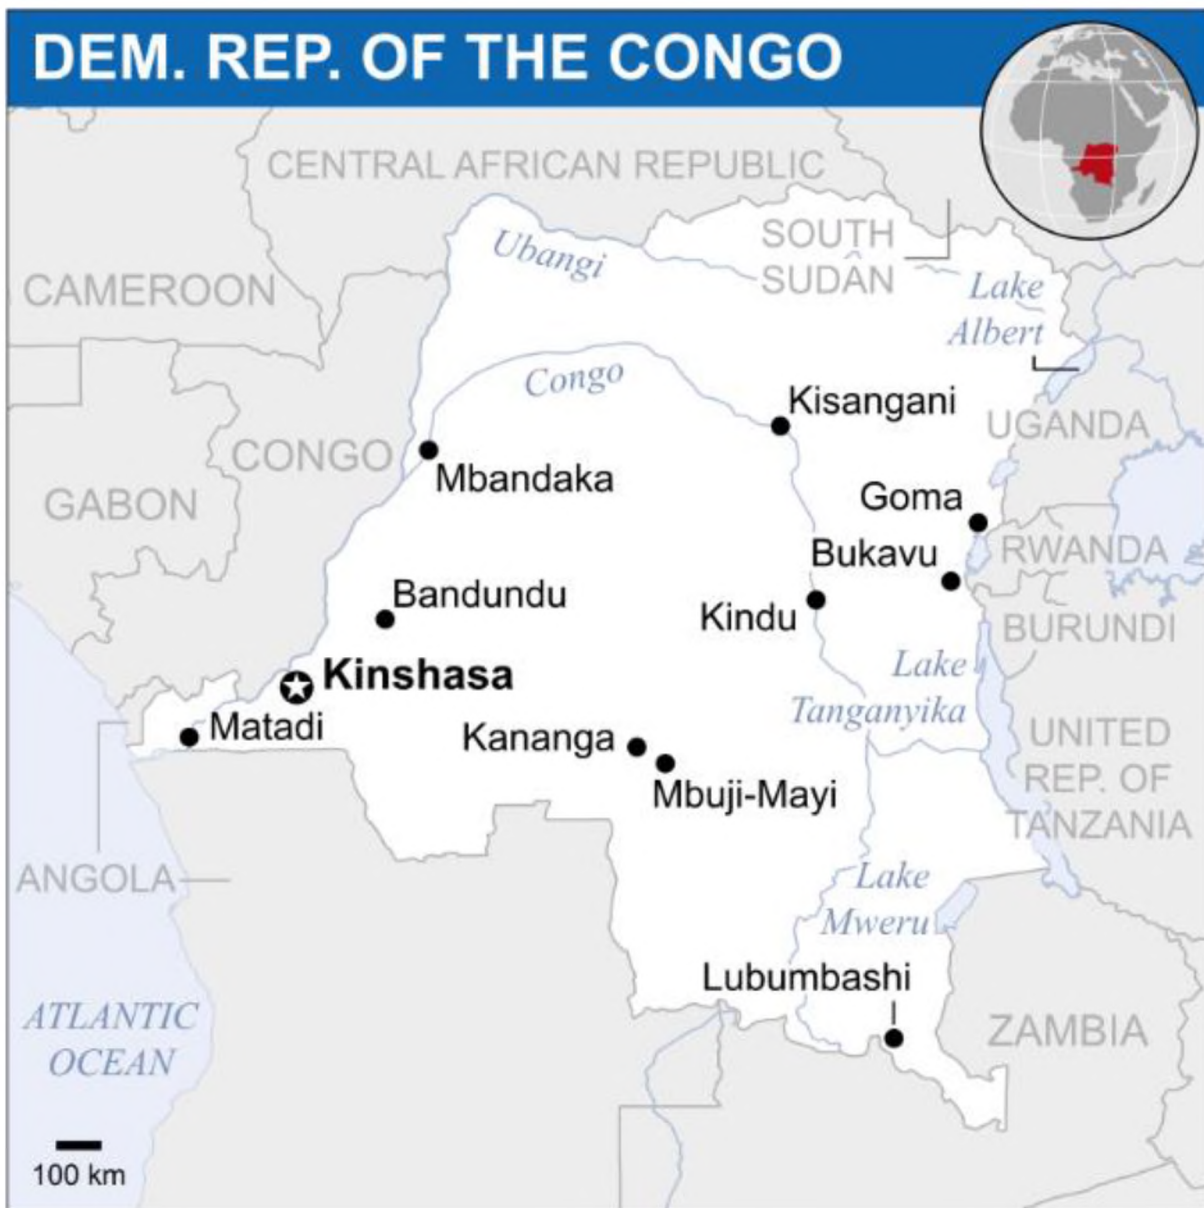 DEM. REP. OF THE CONGO
CENTRAL AFRICAN REPUBLIC
SOUTH
SUDAN
Ubangi
CAMEROON
Lake
Albert
Congo
Kisangani
UGANDA
CONGO
Mbandaka
GABON
Goma
Bukavu
RWANDA
Bandundu
Kindu
BURUNDI
Kinshasa
Lake
Tanganyika
Matadi
Kananga
Mbuji-Mayi
UNITED
REP. OF
TANZANIA
ANGOLA
Lake
Mweru
Lubumbashi
ATLANTIC
OCEAN
ZAMBIA
100 km